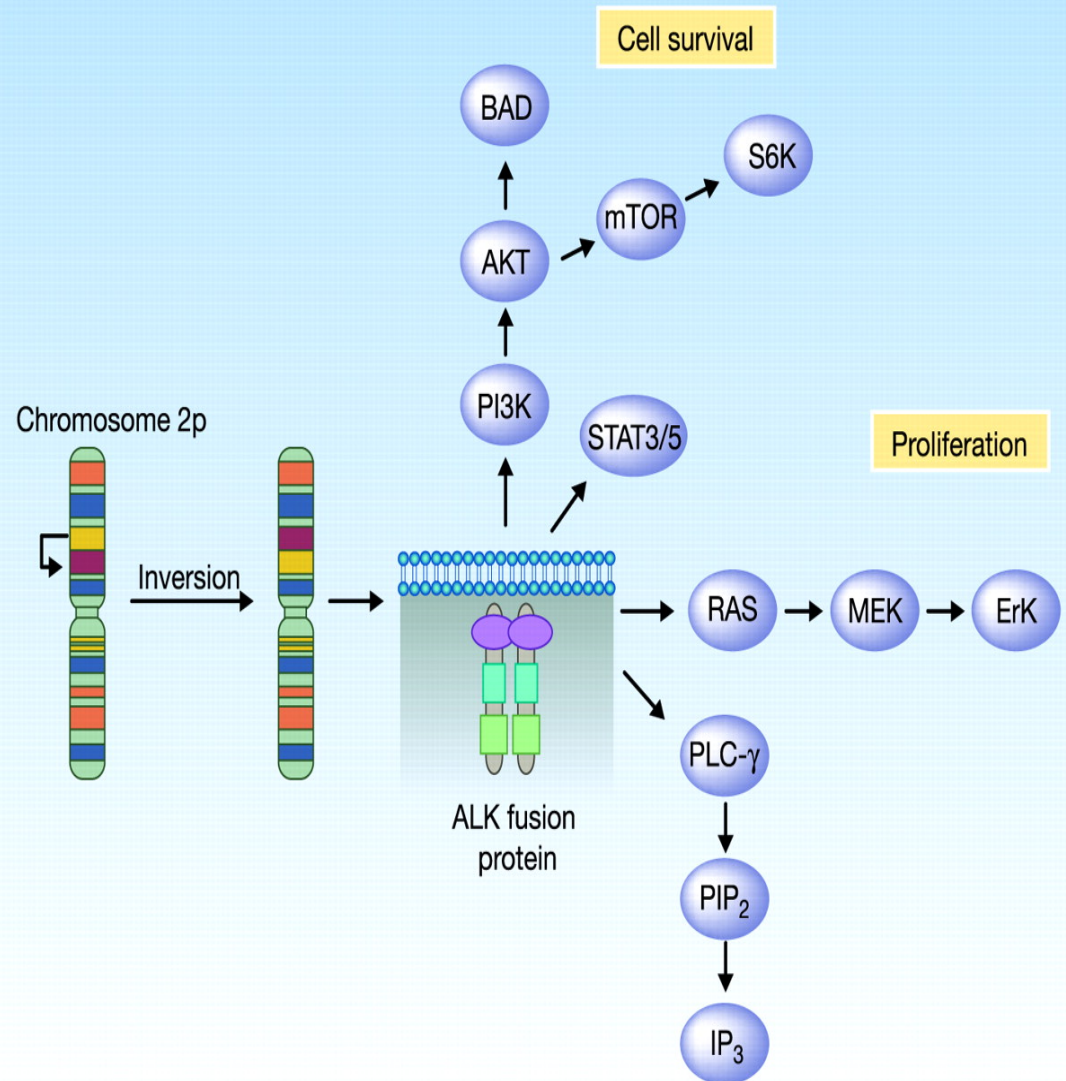 Cell survival
BAD
S6K
mTOR
AKT
PI3K
STAT3/5
Chromosome 2p
Proliferation
Inversion
RAS
MEK
ErK
PLC-γ
ALK fusion
protein
PIP₂
IP₃